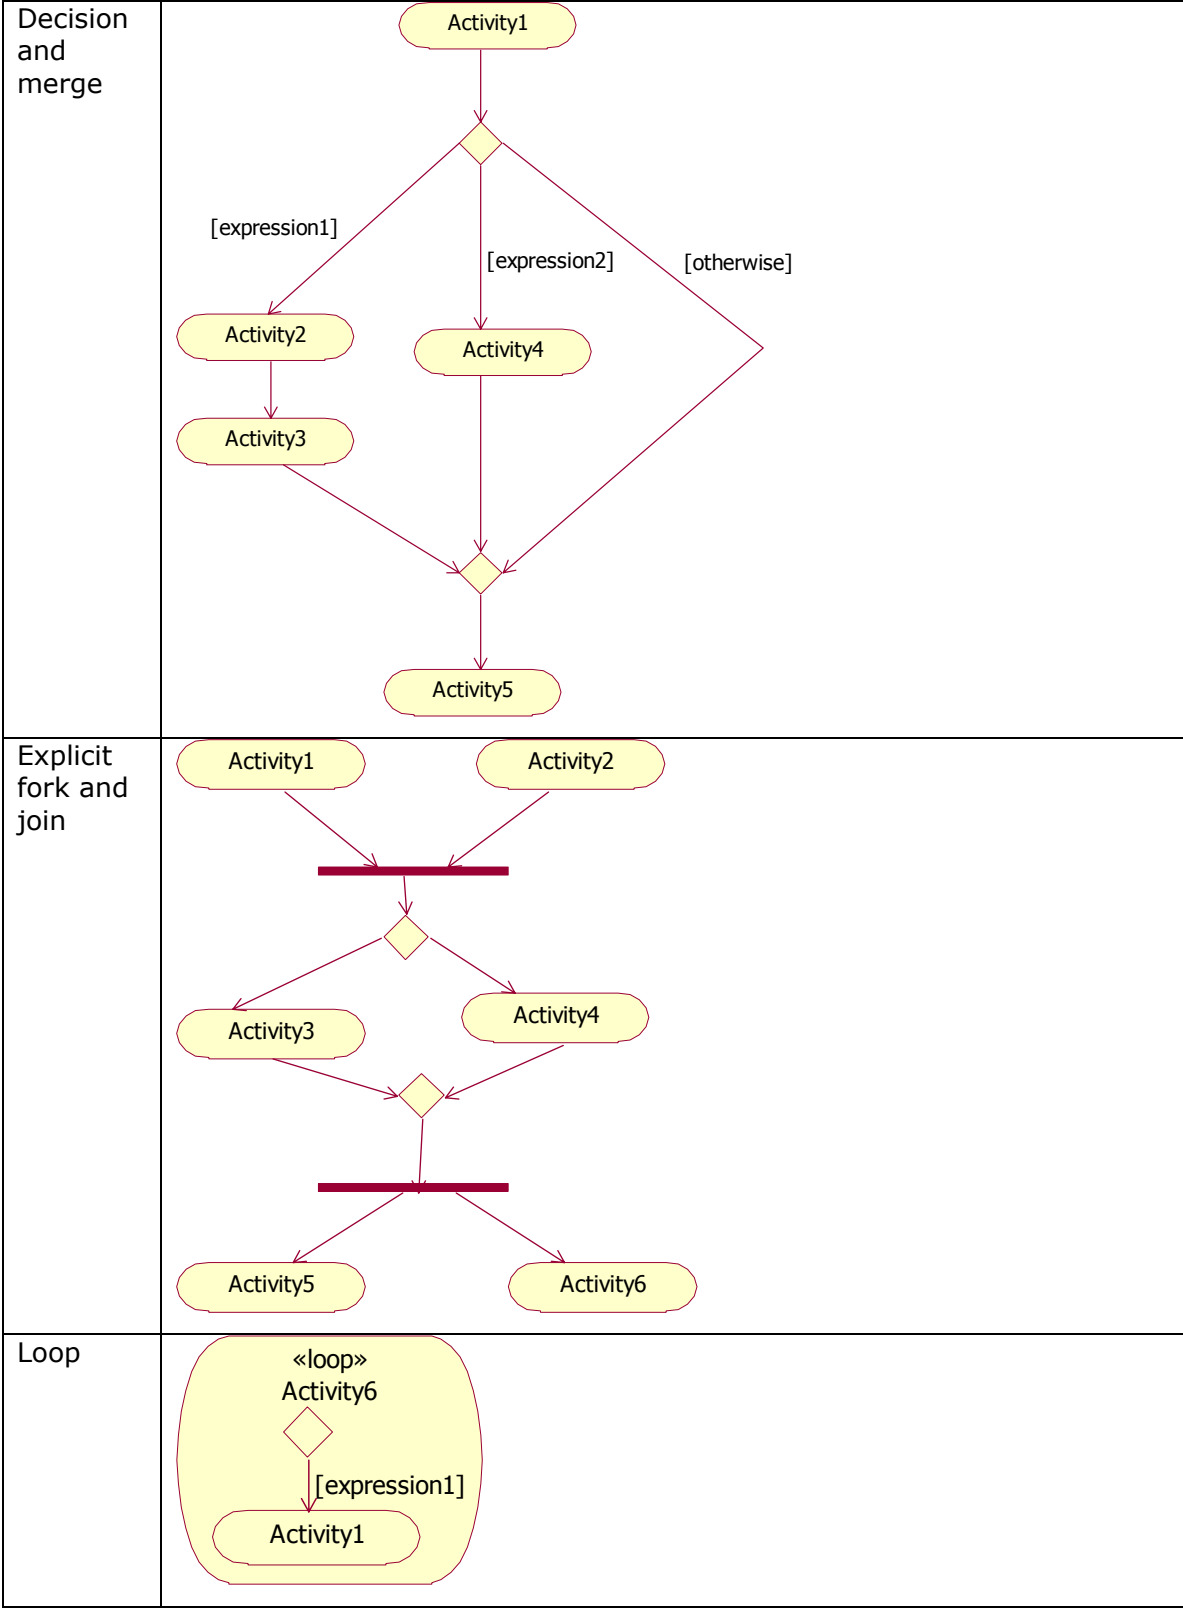 Decision
and
merge
Activity1
[expression1]
[expression2]
[otherwise]
Activity2
Activity4
Activity3
Activity5
Explicit
fork and
join
Activity1
Activity2
Activity3
Activity4
Activity5
Activity6
Loop
«loop»
Activity6
[expression1]
Activity1